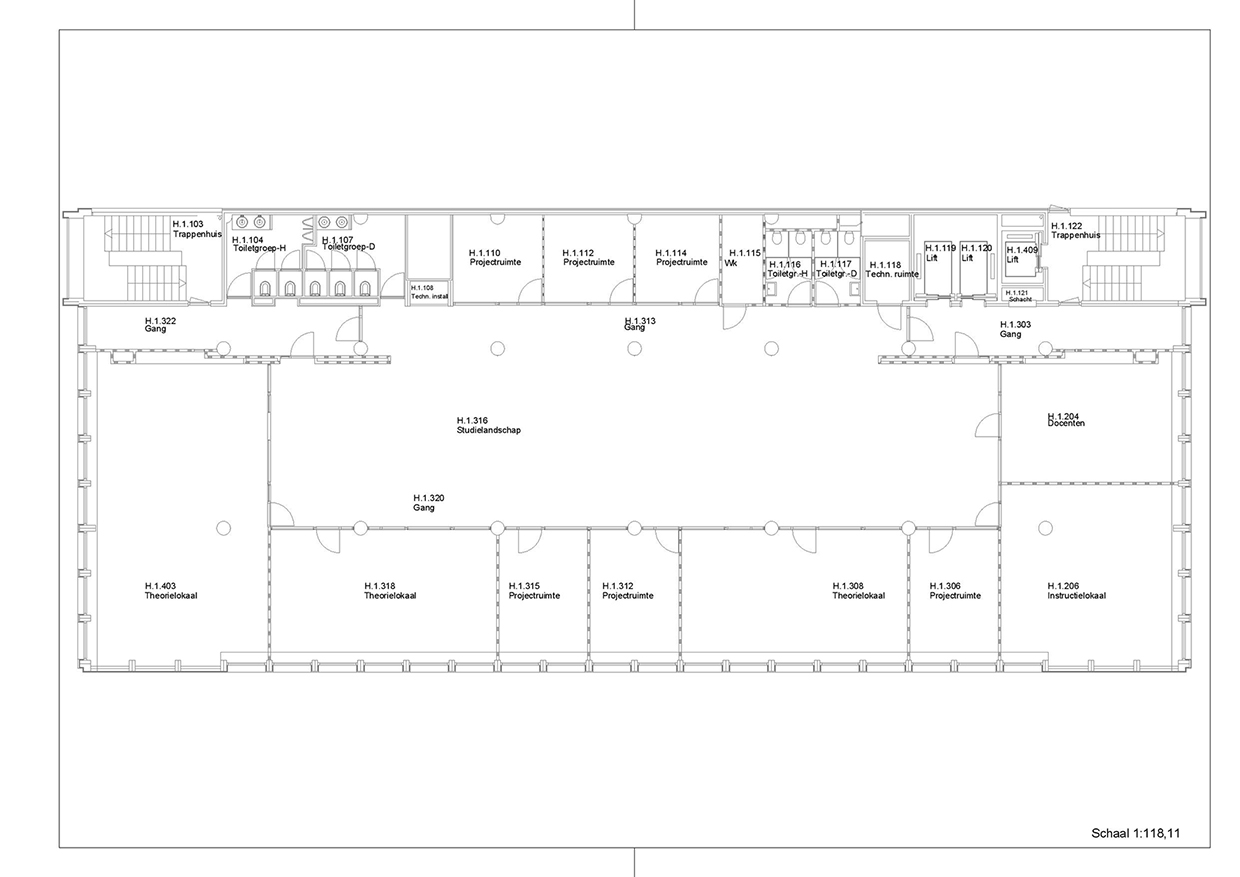 H.1.103
Trappenhuis
H.1.104
Toiletgroep-H
H.1.107
Toiletgroep-D
H.1.108
Techn. install
H.1.110
Projectruimte
H.1.112
Projectruimte
H.1.114
Projectruimte
H.1.115
Wk
H.1.116
Toiletgr.-H
H.1.117
Toiletgr.-D
H.1.118
Techn. ruimte
H.1.119
Lift
H.1.120
Lift
H.1.409
Lift
H.1.121
Schacht
H.1.122
Trappenhuis
H.1.322
Gang
H.1.313
Gang
H.1.303
Gang
H.1.316
Studielandschap
H.1.204
Docenten
H.1.320
Gang
H.1.403
Theorielokaal
H.1.318
Theorielokaal
H.1.315
Projectruimte
H.1.312
Projectruimte
H.1.308
Theorielokaal
H.1.306
Projectruimte
H.1.206
Instructielokaal
Schaal 1:118,11